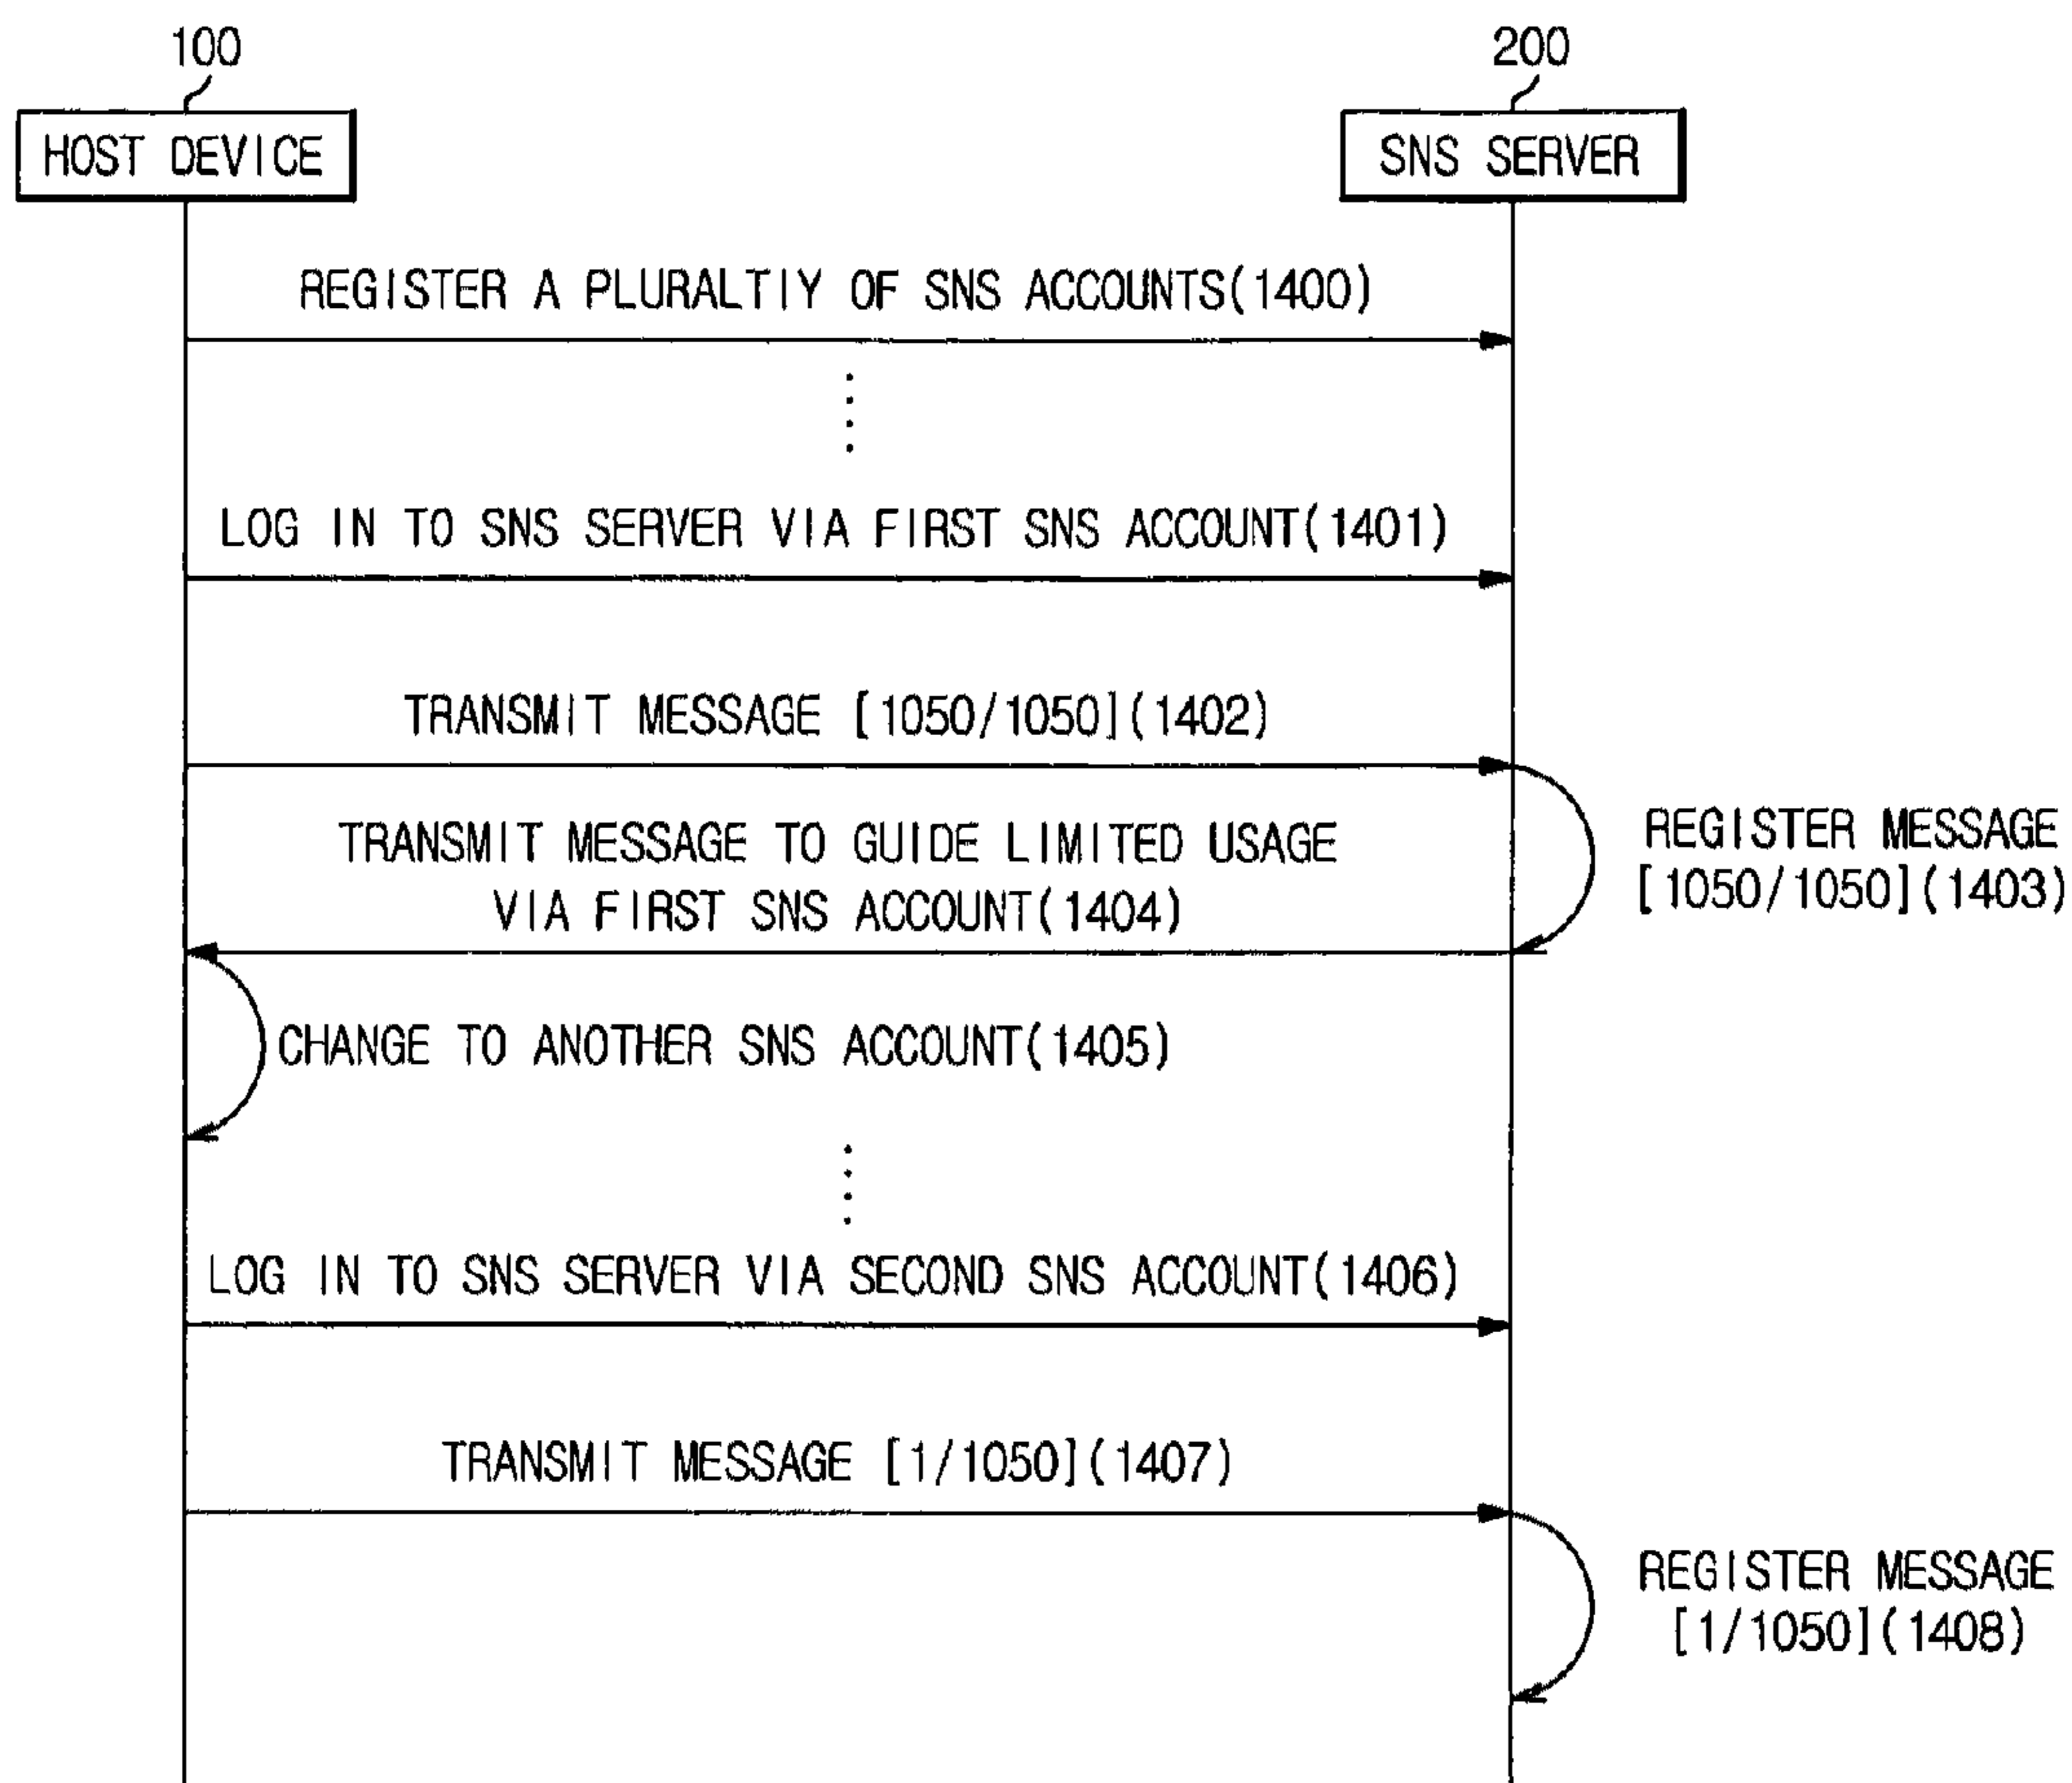 100
200
HOST DEVICE
SNS SERVER
REGISTER A PLURALTIY OF SNS ACCOUNTS(1400)
LOG IN TO SNS SERVER VIA FIRST SNS ACCOUNT(1401)
TRANSMIT MESSAGE [1050/1050](1402)
REGISTER MESSAGE
[1050/1050](1403)
TRANSMIT MESSAGE TO GUIDE LIMITED USAGE
VIA FIRST SNS ACCOUNT(1404)
CHANGE TO ANOTHER SNS ACCOUNT(1405)
LOG IN TO SNS SERVER VIA SECOND SNS ACCOUNT(1406)
TRANSMIT MESSAGE [1/1050](1407)
REGISTER MESSAGE
[1/1050](1408)